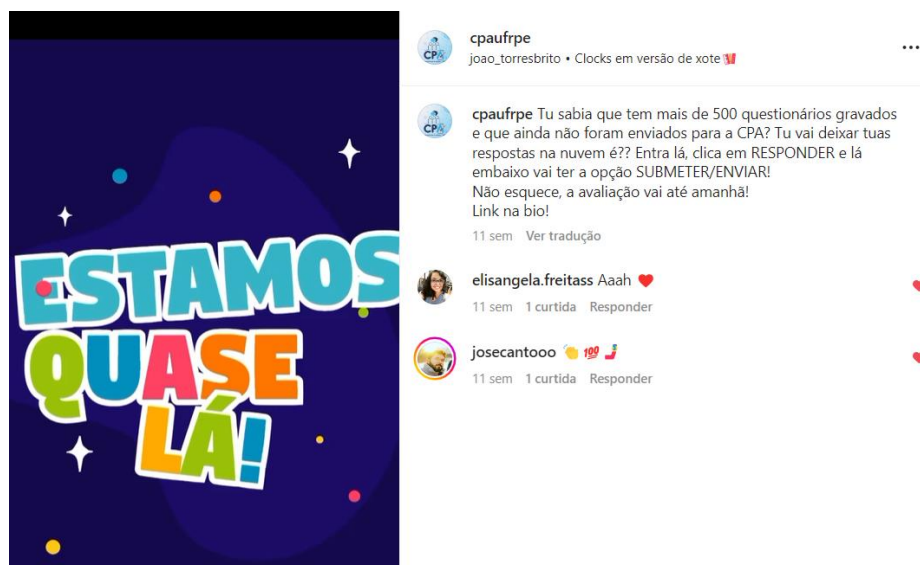 ESTAMOS
QUASE
LÁ!
cpaufrpe
joao_torresbrito • Clocks em versão de xote
CPA
cpaufrpe Tu sabia que tem mais de 500 questionários gravados
e que ainda não foram enviados para a CPA? Tu vai deixar tuas
respostas na nuvem é?? Entra lá, clica em RESPONDER e lá
embaixo vai ter a opção SUBMETER/ENVIAR!
Não esquece, a avaliação vai até amanhã!
Link na bio!
11 sem Ver tradução
CPA
elisangela.freitass Aaah ❤️
11 sem 1 curtida Responder
josecantooo 👏 💯 🤳
11 sem 1 curtida Responder